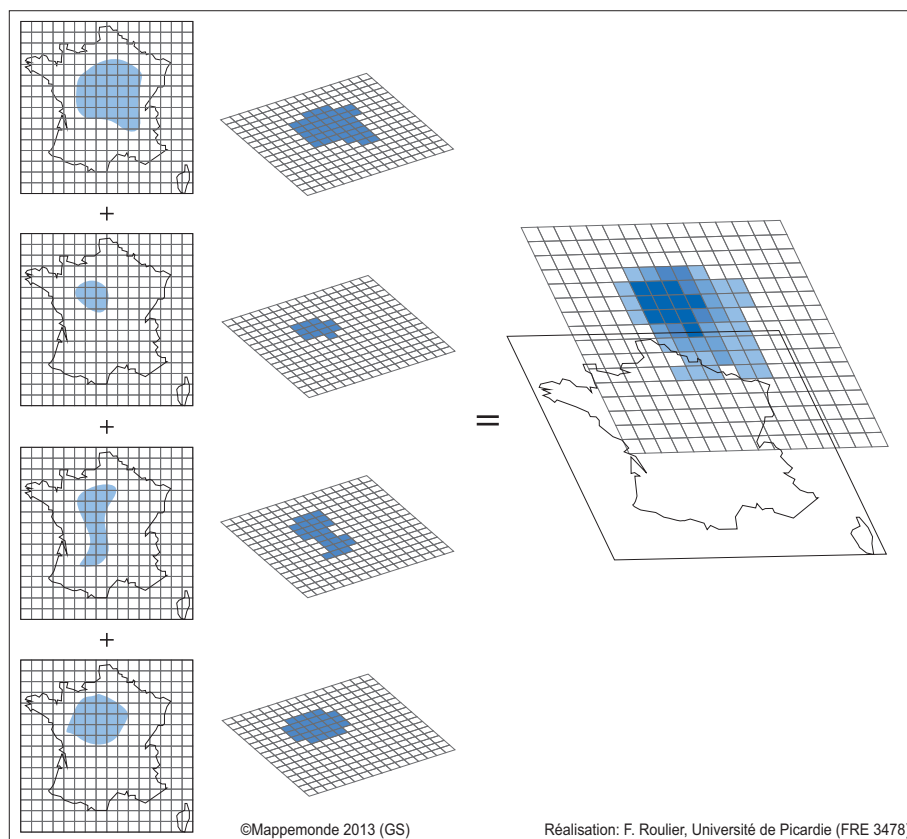 +
+
+
=
©Mappemonde 2013 (GS)
Réalisation: F. Roulier, Université de Picardie (FRE 3478)